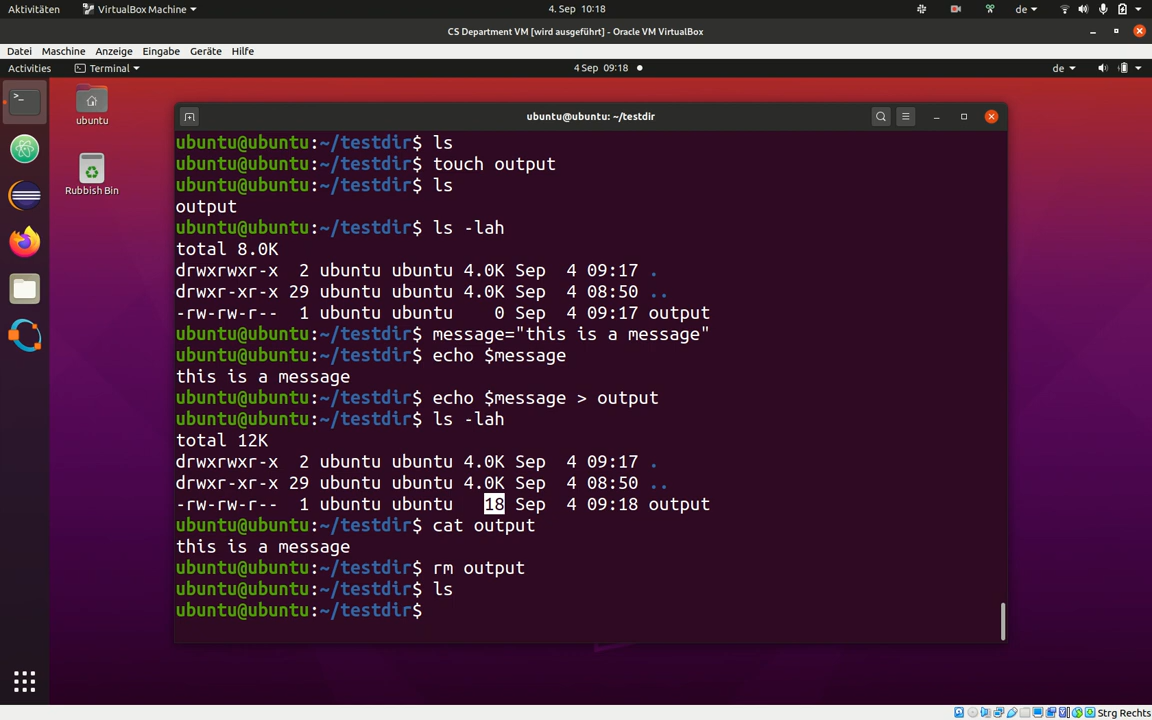 Aktivitäten VirtualBox Machine 4. Sep 10:18 de
CS Department VM [wird ausgeführt] - Oracle VM VirtualBox
Datei Maschine Anzeige Eingabe Geräte Hilfe
Activities Terminal 4 Sep 09:18 de
ubuntu@ubuntu: ~/testdir
ubuntu
Rubbish Bin
ubuntu@ubuntu:~/testdir$ ls
ubuntu@ubuntu:~/testdir$ touch output
ubuntu@ubuntu:~/testdir$ ls
output
ubuntu@ubuntu:~/testdir$ ls -lah
total 8.0K
drwxrwxr-x  2 ubuntu ubuntu 4.0K Sep  4 09:17 .
drwxr-xr-x 29 ubuntu ubuntu 4.0K Sep  4 08:50 ..
-rw-rw-r--  1 ubuntu ubuntu    0 Sep  4 09:17 output
ubuntu@ubuntu:~/testdir$ message="this is a message"
ubuntu@ubuntu:~/testdir$ echo $message
this is a message
ubuntu@ubuntu:~/testdir$ echo $message > output
ubuntu@ubuntu:~/testdir$ ls -lah
total 12K
drwxrwxr-x  2 ubuntu ubuntu 4.0K Sep  4 09:17 .
drwxr-xr-x 29 ubuntu ubuntu 4.0K Sep  4 08:50 ..
-rw-rw-r--  1 ubuntu ubuntu   18 Sep  4 09:18 output
ubuntu@ubuntu:~/testdir$ cat output
this is a message
ubuntu@ubuntu:~/testdir$ rm output
ubuntu@ubuntu:~/testdir$ ls
ubuntu@ubuntu:~/testdir$
Strg Rechts